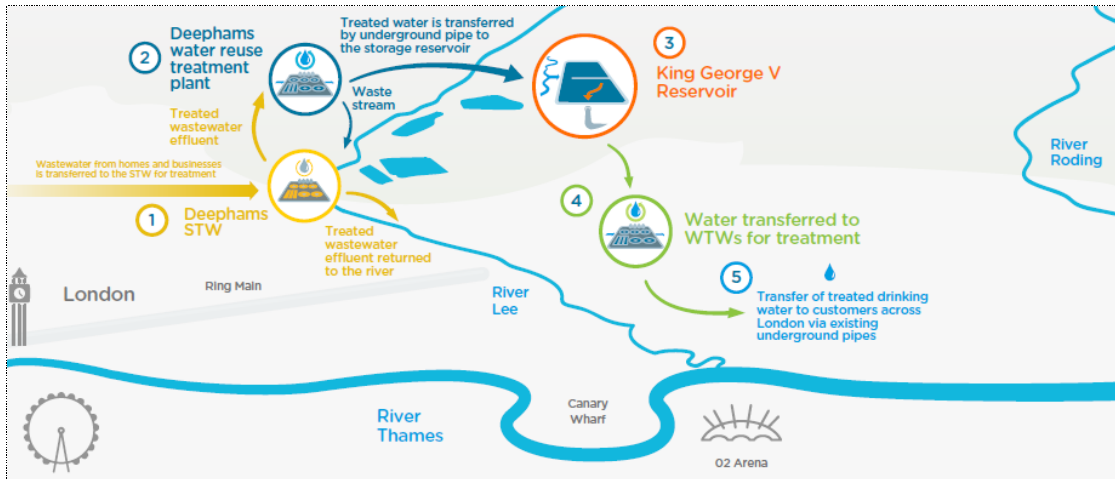 2
Deephams
water reuse
treatment
plant
Treated water is transferred
by underground pipe to
the storage reservoir
3
King George V
Reservoir
Waste
stream
Treated
wastewater
effluent
River
Roding
Wastewater from homes and businesses
is transferred to the STW for treatment
1
Deephams
STW
4
Water transferred to
WTWs for treatment
Treated
wastewater
effluent returned
to the river
5
Transfer of treated drinking
water to customers across
London via existing
underground pipes
London
Ring Main
River
Lee
River
Thames
Canary
Wharf
O2 Arena